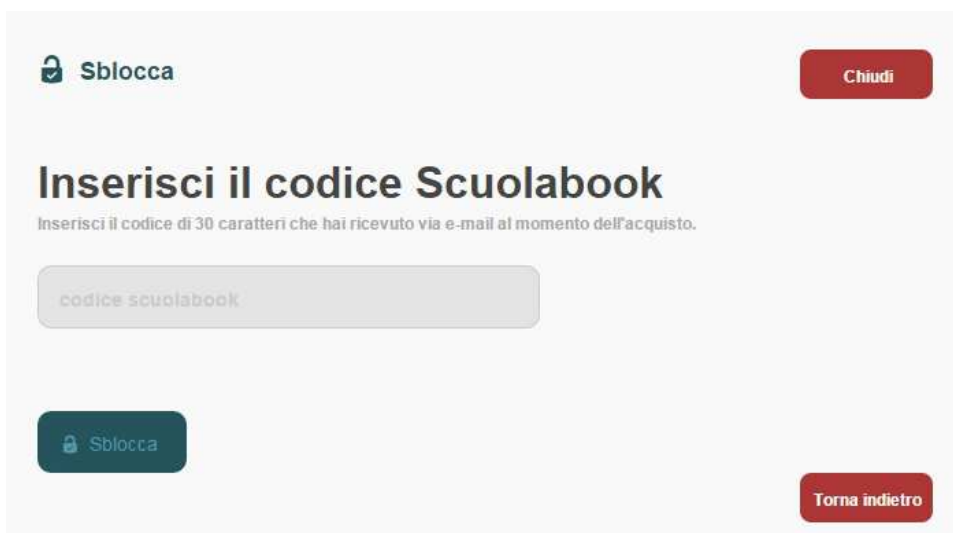 Sblocca
Chiudi
Inserisci il codice Scuolabook
Inserisci il codice di 30 caratteri che hai ricevuto via e-mail al momento dell'acquisto.
codice scuolabook
Sblocca
Torna indietro